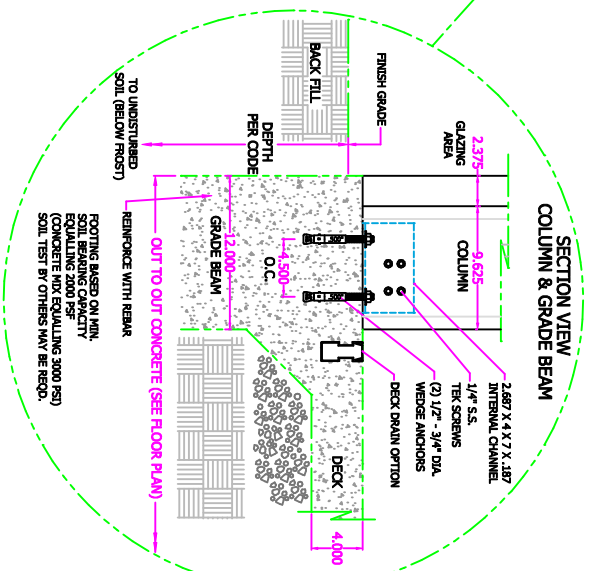 SECTION VIEW
COLUMN & GRADE BEAM
2.687 X 4 X 7 X .187
INTERNAL CHANNEL
1/4" S.S.
TEK SCREWS
(2) 1/2" - 3/4" DIA.
WEDGE ANCHORS
DECK DRAIN OPTION
2.375
GLAZING
AREA
9.625
COLUMN
FINISH GRADE
BACK FILL
DEPTH
PER CODE
TO UNDISTURBED
SOIL (BELOW FROST)
4.500
O.C.
12.000
GRADE BEAM
DECK
4.000
REINFORCE WITH REBAR
OUT TO OUT CONCRETE (SEE FLOOR PLAN)
FOOTING BASED ON MIN.
SOIL BEARING CAPACITY
EQUALLING 2000 PSF
(CONCRETE MIX EQUALLING 3000 PSI)
SOIL TEST BY OTHERS MAY BE REQD.